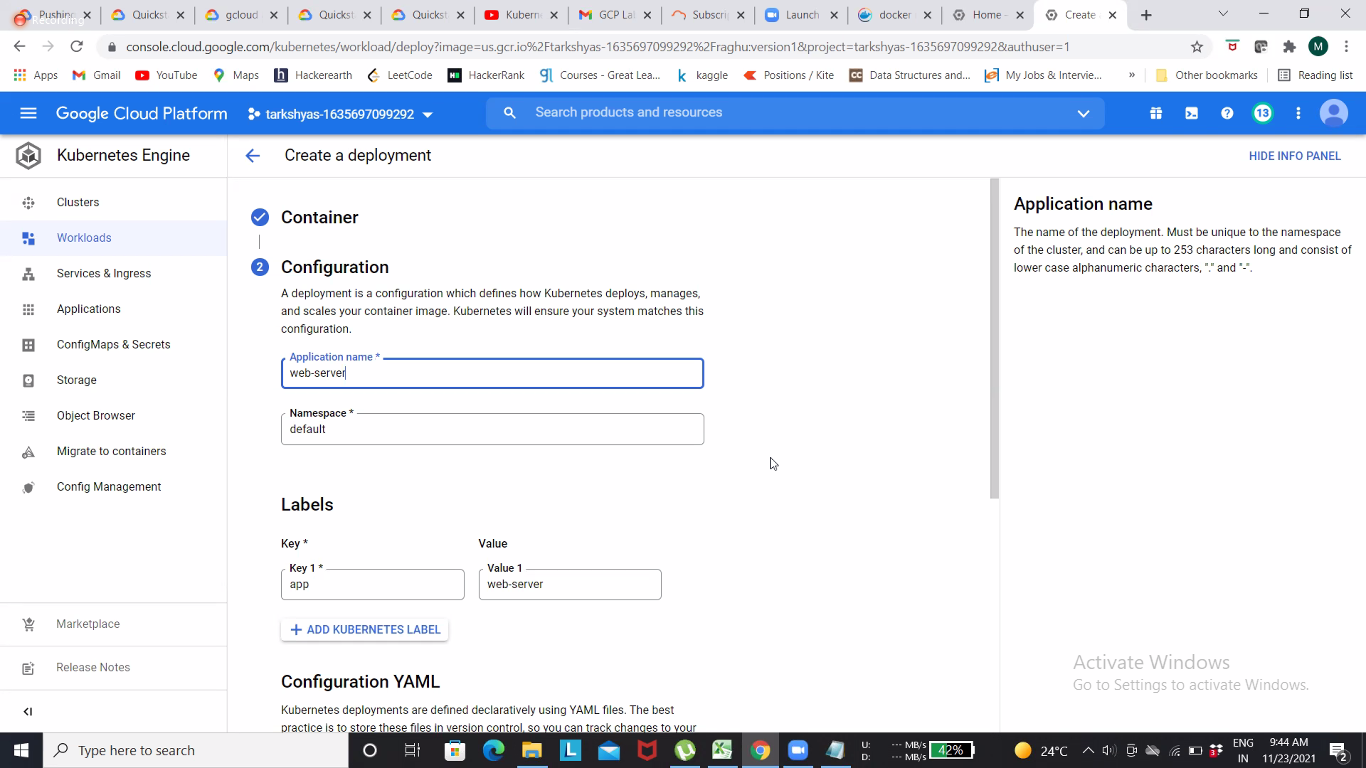 Pushing
Quickst
gcloud
Quickst
Quickst
Kubern
GCP La
Subscri
Launch
docker
Home -
Create
Recording
console.cloud.google.com/kubernetes/workload/deploy?image=us.gcr.io%2Ftarkshyas-1635697099292%2Fraghu:version1&project=tarkshyas-1635697099292&authuser=1
M
Apps
Gmail
YouTube
Maps
Hackerearth
LeetCode
HackerRank
Courses - Great Lea...
kaggle
Positions / Kite
Data Structures and...
My Jobs & Intervie...
»
Other bookmarks
Reading list
Google Cloud Platform
tarkshyas-1635697099292
Search products and resources
13
Kubernetes Engine
Create a deployment
HIDE INFO PANEL
Clusters
Workloads
Services & Ingress
Applications
ConfigMaps & Secrets
Storage
Object Browser
Migrate to containers
Config Management
Marketplace
Release Notes
Container
2
Configuration
A deployment is a configuration which defines how Kubernetes deploys, manages,
and scales your container image. Kubernetes will ensure your system matches this
configuration.
Application name *
web-server
Namespace *
default
Labels
Key *
Value
Key 1 *
app
Value 1
web-server
+ ADD KUBERNETES LABEL
Configuration YAML
Kubernetes deployments are defined declaratively using YAML files. The best
practice is to store these files in version control, so you can track changes to your
Application name
The name of the deployment. Must be unique to the namespace
of the cluster, and can be up to 253 characters long and consist of
lower case alphanumeric characters, "." and "-".
Activate Windows
Go to Settings to activate Windows.
Type here to search
U: --- MB/s
D: --- MB/s
42%
24°C
ENG
IN
9:44 AM
11/23/2021
2